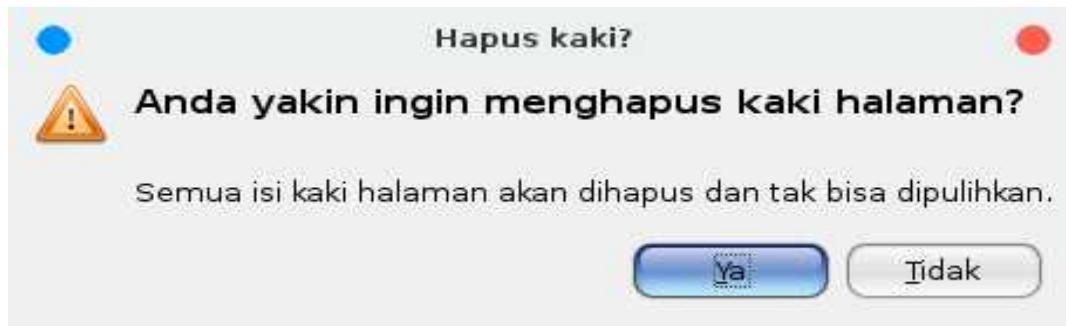 Hapus kaki?
Anda yakin ingin menghapus kaki halaman?
Semua isi kaki halaman akan dihapus dan tak bisa dipulihkan.
Ya Tidak